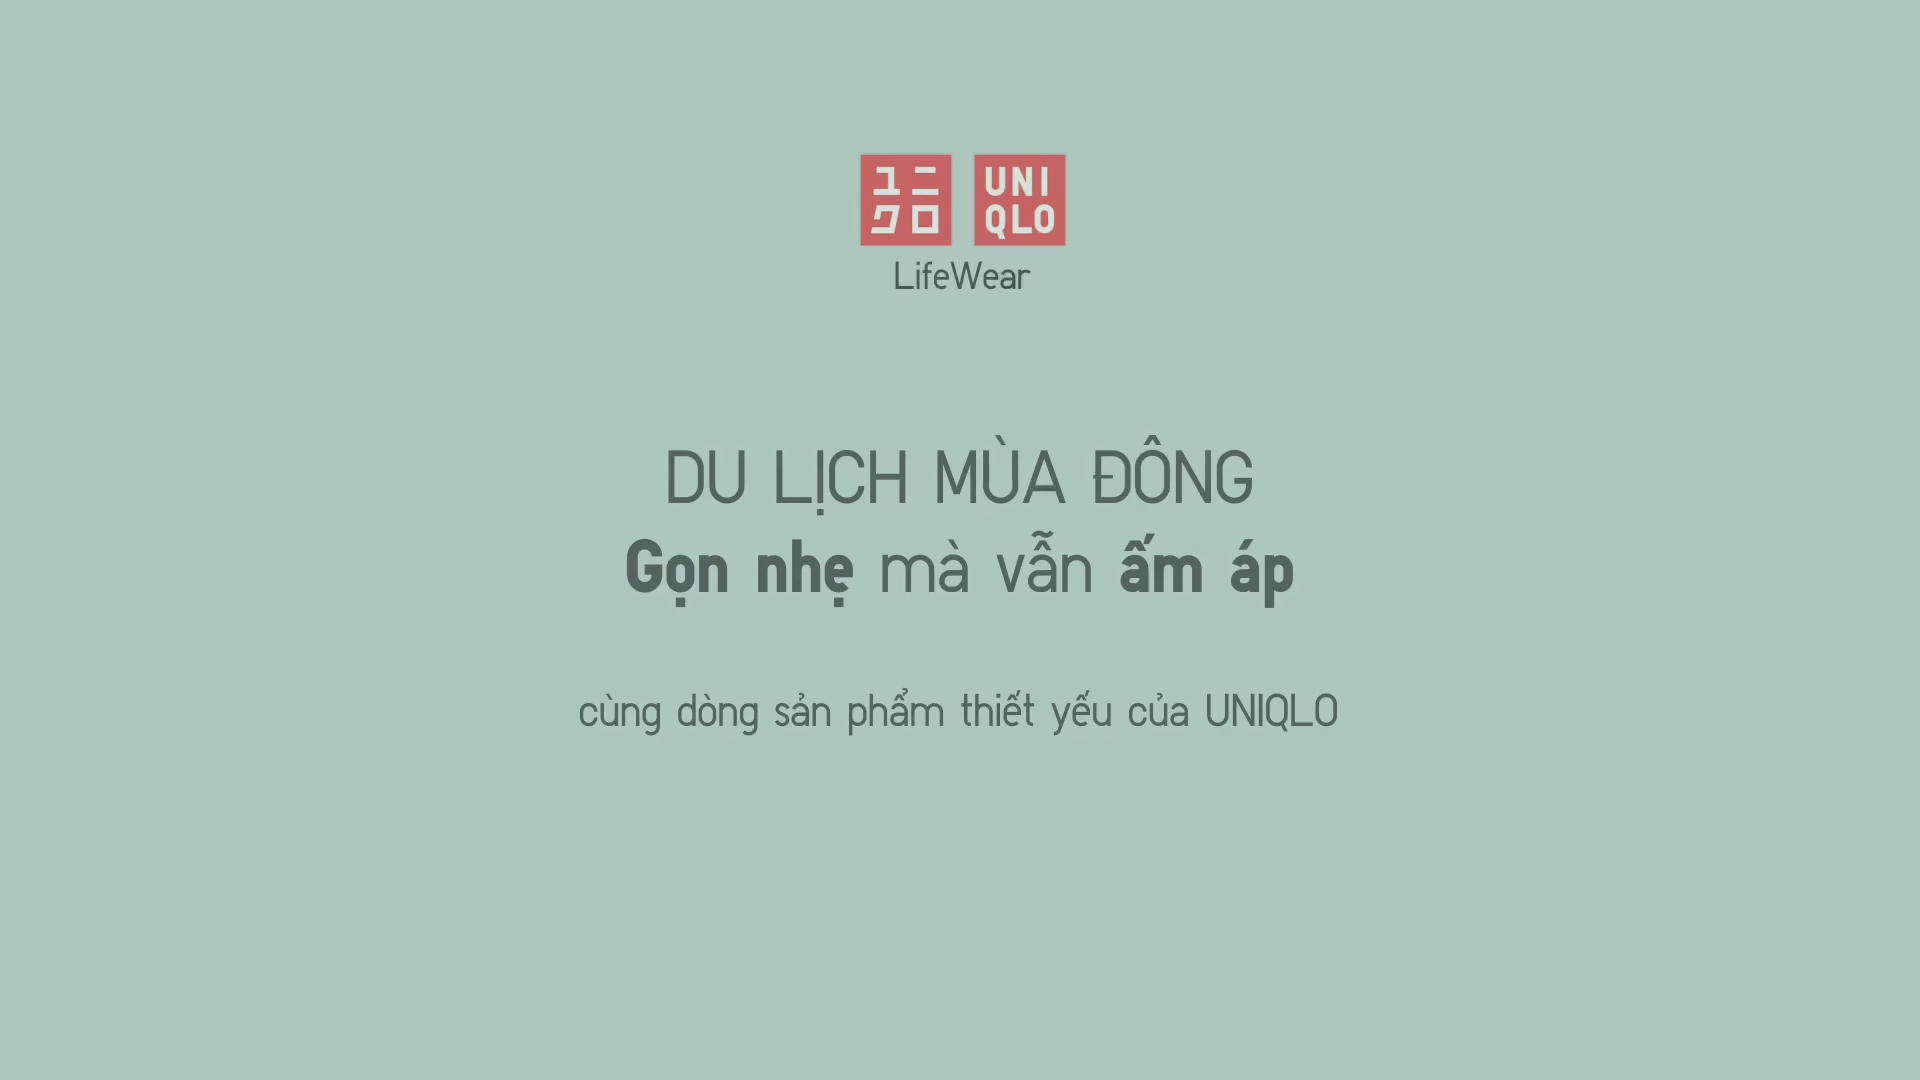 ユニ UNI
クロ QLO
LifeWear
DU LỊCH MÙA ĐÔNG
Gọn nhẹ mà vẫn ấm áp
cùng dòng sản phẩm thiết yếu của UNIQLO